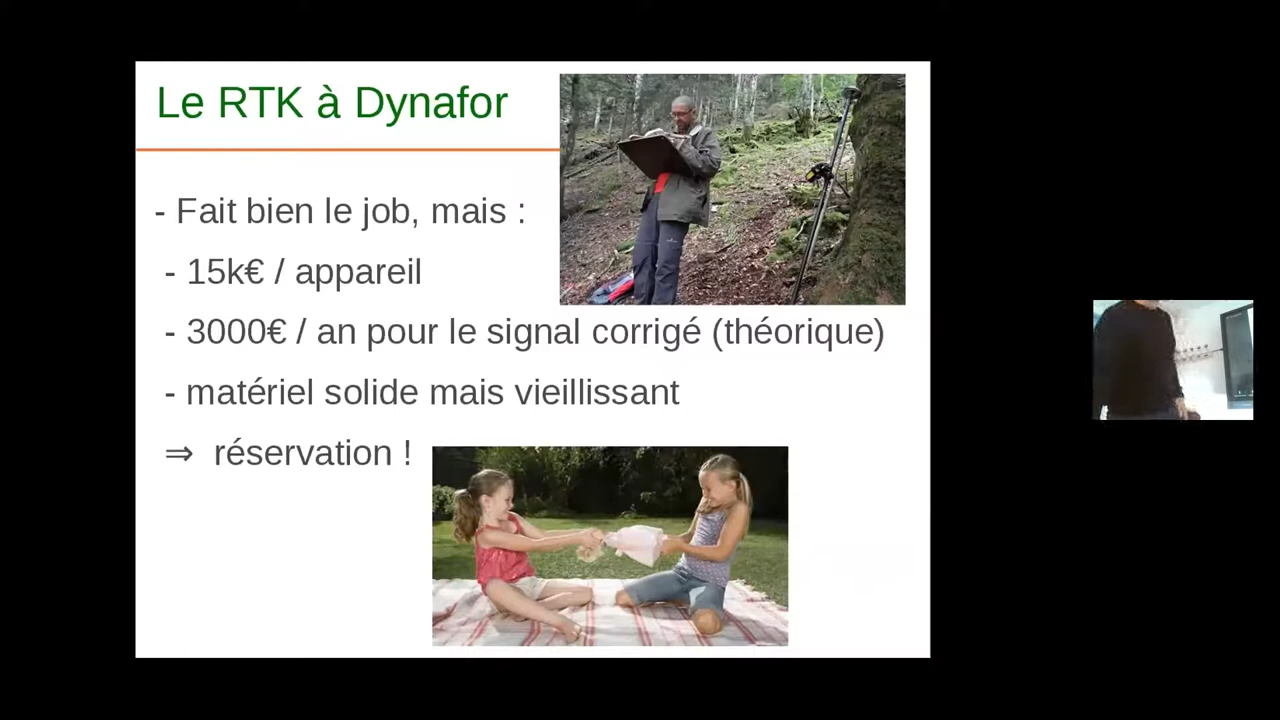 Le RTK à Dynafor
- Fait bien le job, mais :
- 15k€ / appareil
- 3000€ / an pour le signal corrigé (théorique)
- matériel solide mais vieillissant
⇒ réservation !